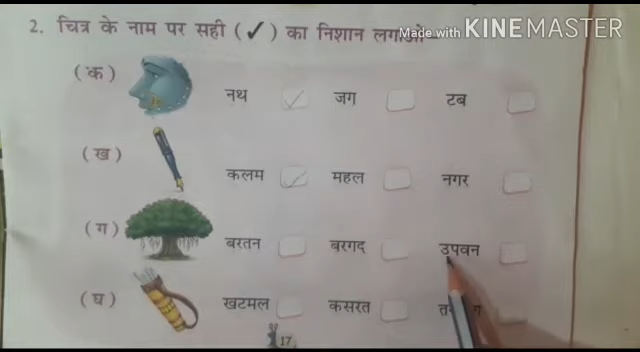 2. चित्र के नाम पर सही (✓) का निशान लगाओ
Made with KINEMASTER
(क) नथ ✓ जग टब
(ख) कलम ✓ महल नगर
(ग) बरतन बरगद उपवन
(घ) खटमल कसरत
17